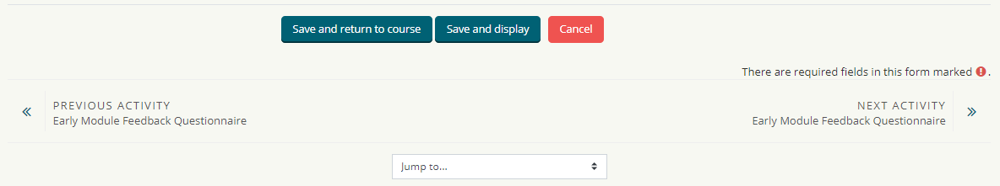 Save and return to course Save and display Cancel
There are required fields in this form marked .
PREVIOUS ACTIVITY
Early Module Feedback Questionnaire
NEXT ACTIVITY
Early Module Feedback Questionnaire
Jump to...